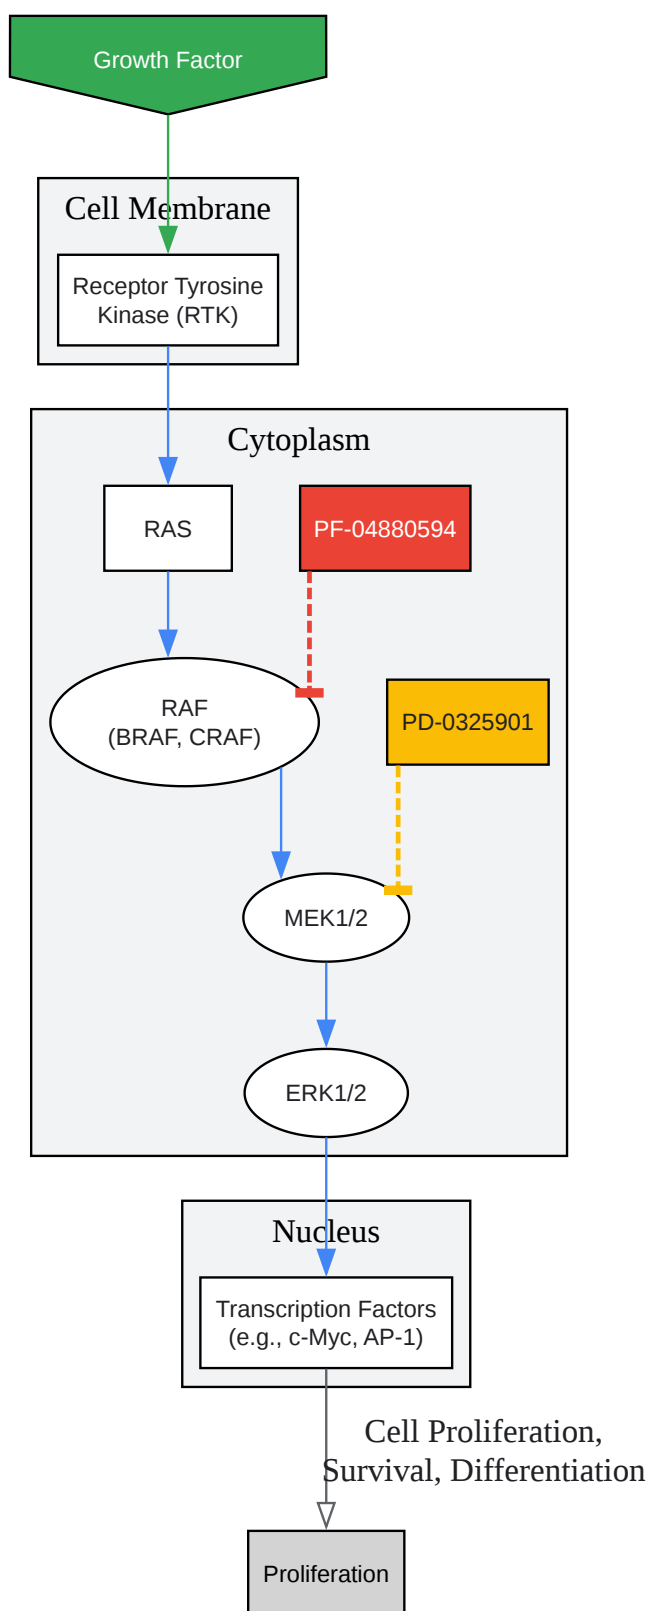 Growth Factor
Cell Membrane
Receptor Tyrosine
Kinase (RTK)
Cytoplasm
RAS
PF-04880594
RAF
(BRAF, CRAF)
PD-0325901
MEK1/2
ERK1/2
Nucleus
Transcription Factors
(e.g., c-Myc, AP-1)
Cell Proliferation,
Survival, Differentiation
Proliferation